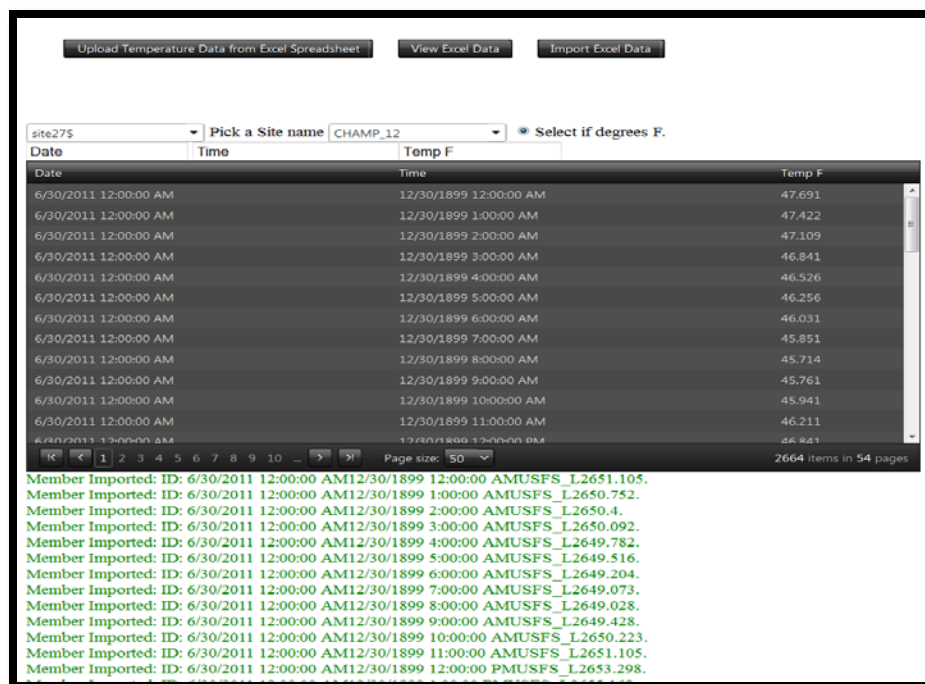 Upload Temperature Data from Excel Spreadsheet View Excel Data Import Excel Data
site27$ Pick a Site name CHAMP_12 Select if degrees F.
Date Time Temp F
Date Time Temp F
6/30/2011 12:00:00 AM 12/30/1899 12:00:00 AM 47.691
6/30/2011 12:00:00 AM 12/30/1899 1:00:00 AM 47.422
6/30/2011 12:00:00 AM 12/30/1899 2:00:00 AM 47.109
6/30/2011 12:00:00 AM 12/30/1899 3:00:00 AM 46.841
6/30/2011 12:00:00 AM 12/30/1899 4:00:00 AM 46.526
6/30/2011 12:00:00 AM 12/30/1899 5:00:00 AM 46.256
6/30/2011 12:00:00 AM 12/30/1899 6:00:00 AM 46.031
6/30/2011 12:00:00 AM 12/30/1899 7:00:00 AM 45.851
6/30/2011 12:00:00 AM 12/30/1899 8:00:00 AM 45.714
6/30/2011 12:00:00 AM 12/30/1899 9:00:00 AM 45.761
6/30/2011 12:00:00 AM 12/30/1899 10:00:00 AM 45.941
6/30/2011 12:00:00 AM 12/30/1899 11:00:00 AM 46.211
6/30/2011 12:00:00 AM 12/30/1899 12:00:00 PM 46.841
1 2 3 4 5 6 7 8 9 10 ... Page size: 50 2664 items in 54 pages
Member Imported: ID: 6/30/2011 12:00:00 AM12/30/1899 12:00:00 AMUSFS_L2651.105.
Member Imported: ID: 6/30/2011 12:00:00 AM12/30/1899 1:00:00 AMUSFS_L2650.752.
Member Imported: ID: 6/30/2011 12:00:00 AM12/30/1899 2:00:00 AMUSFS_L2650.4.
Member Imported: ID: 6/30/2011 12:00:00 AM12/30/1899 3:00:00 AMUSFS_L2650.092.
Member Imported: ID: 6/30/2011 12:00:00 AM12/30/1899 4:00:00 AMUSFS_L2649.782.
Member Imported: ID: 6/30/2011 12:00:00 AM12/30/1899 5:00:00 AMUSFS_L2649.516.
Member Imported: ID: 6/30/2011 12:00:00 AM12/30/1899 6:00:00 AMUSFS_L2649.204.
Member Imported: ID: 6/30/2011 12:00:00 AM12/30/1899 7:00:00 AMUSFS_L2649.073.
Member Imported: ID: 6/30/2011 12:00:00 AM12/30/1899 8:00:00 AMUSFS_L2649.028.
Member Imported: ID: 6/30/2011 12:00:00 AM12/30/1899 9:00:00 AMUSFS_L2649.428.
Member Imported: ID: 6/30/2011 12:00:00 AM12/30/1899 10:00:00 AMUSFS_L2650.223.
Member Imported: ID: 6/30/2011 12:00:00 AM12/30/1899 11:00:00 AMUSFS_L2651.105.
Member Imported: ID: 6/30/2011 12:00:00 AM12/30/1899 12:00:00 PMUSFS_L2653.298.